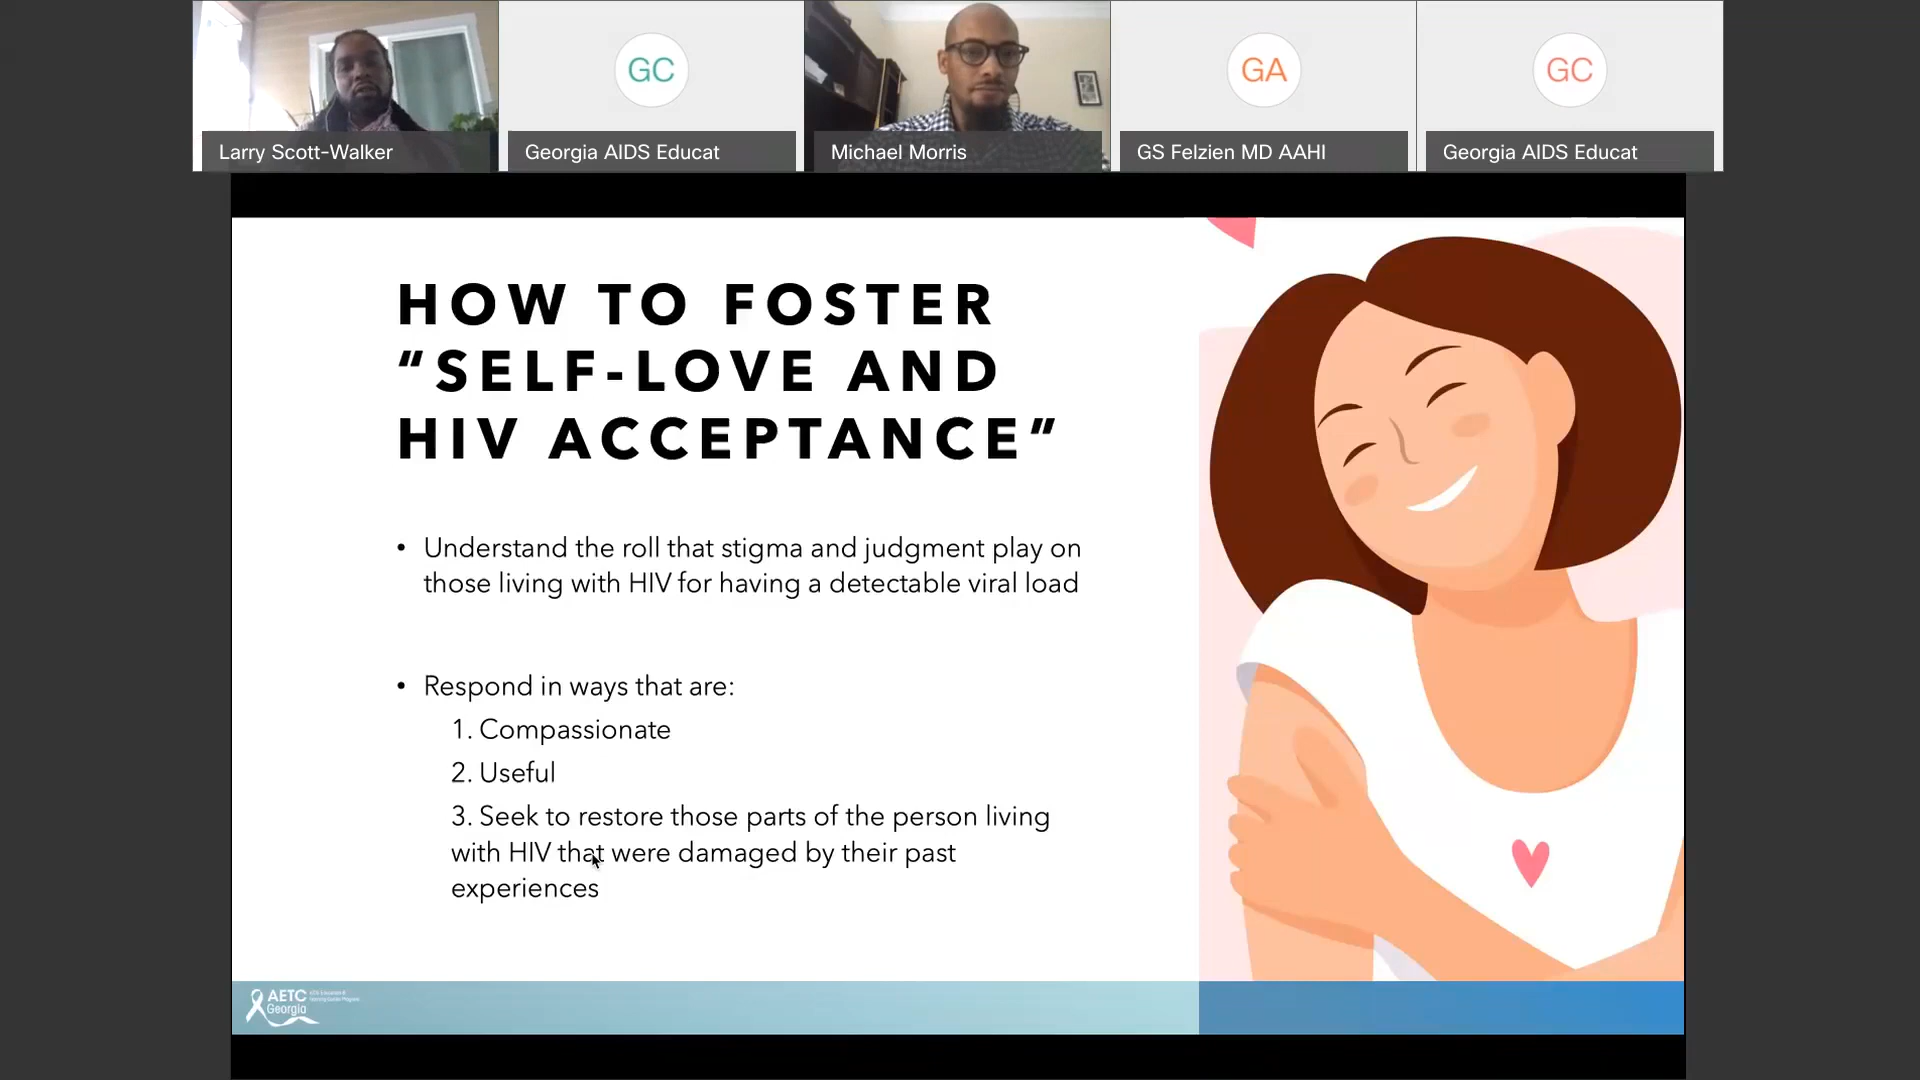 GC
GA
GC
Larry Scott-Walker
Georgia AIDS Educat
Michael Morris
GS Felzien MD AAHI
Georgia AIDS Educat
HOW TO FOSTER
“SELF-LOVE AND
HIV ACCEPTANCE”
• Understand the roll that stigma and judgment play on
those living with HIV for having a detectable viral load
• Respond in ways that are:
1. Compassionate
2. Useful
3. Seek to restore those parts of the person living
with HIV that were damaged by their past
experiences
AETC
Georgia